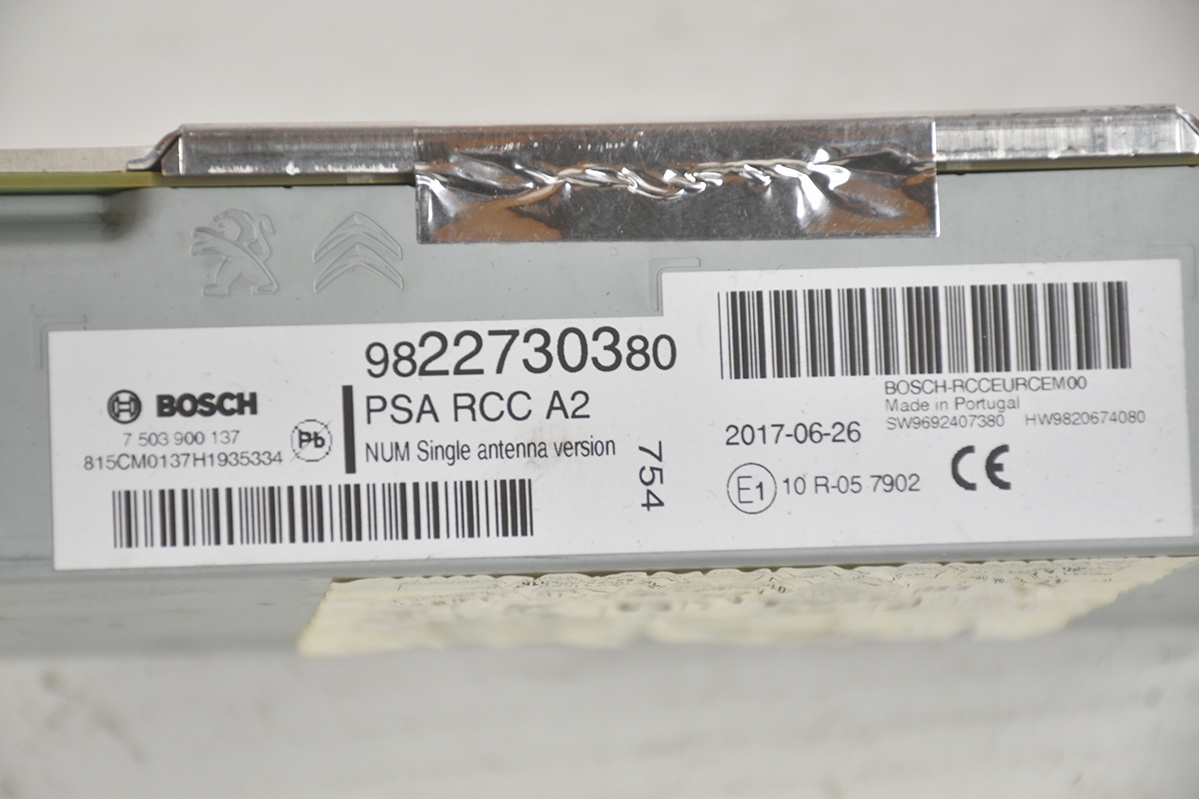 9822730380
PSA RCC A2
NUM Single antenna version
BOSCH
7 503 900 137
815CM0137H1935334
Pb
754
BOSCH-RCCEURCEM00
Made in Portugal
SW9692407380 HW9820674080
2017-06-26
E1 10 R-05 7902
CE